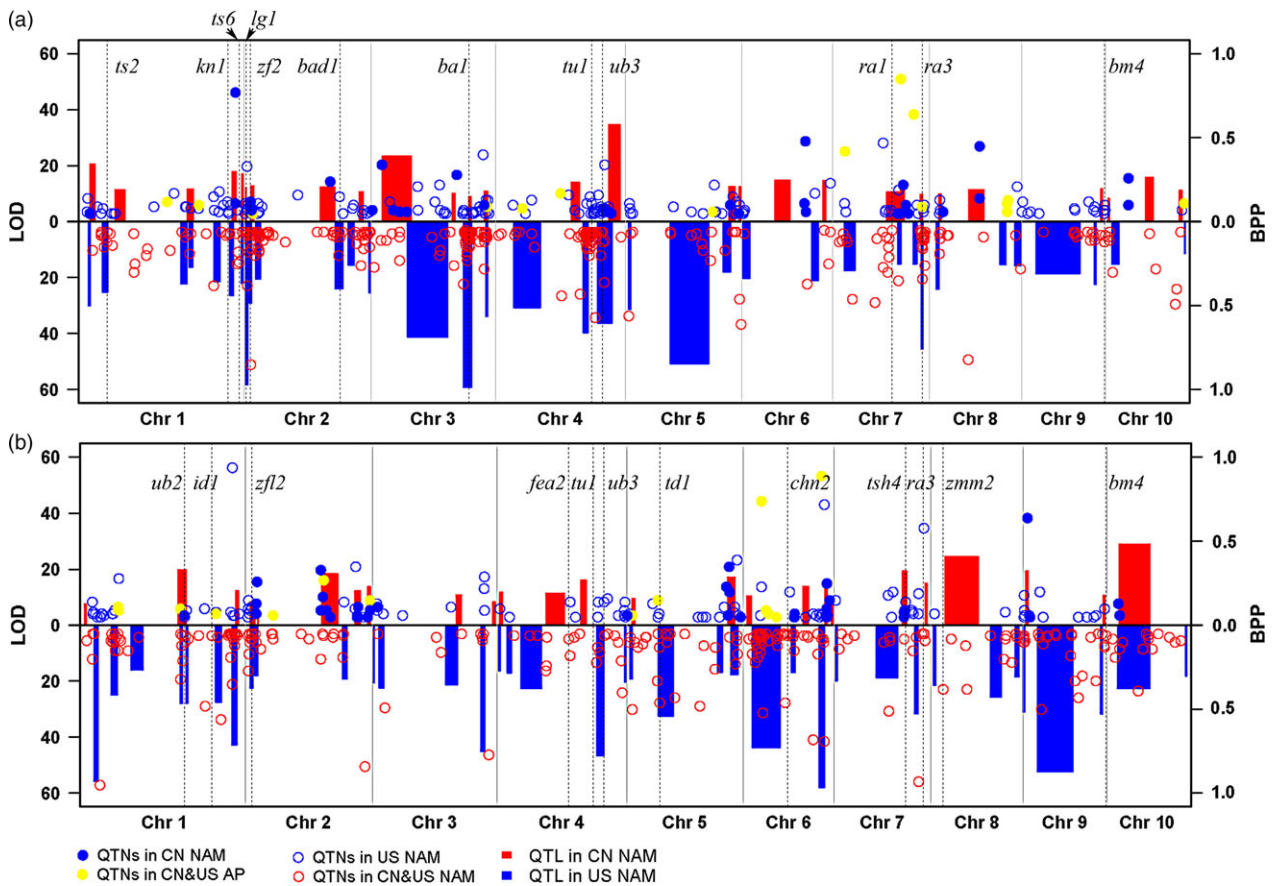 (a)
ts6 lg1
ts2 kn1 zf2 bad1 ba1 tu1 ub3 ra1 ra3 bm4
60
40
20
0
20
40
60
LOD
1.0
0.5
0.0
0.5
1.0
BPP
Chr 1 Chr 2 Chr 3 Chr 4 Chr 5 Chr 6 Chr 7 Chr 8 Chr 9 Chr 10
(b)
ub2 id1 zfl2 fea2 tu1 ub3 td1 chn2 tsh4 ra3 zmm2 bm4
60
40
20
0
20
40
60
LOD
1.0
0.5
0.0
0.5
1.0
BPP
Chr 1 Chr 2 Chr 3 Chr 4 Chr 5 Chr 6 Chr 7 Chr 8 Chr 9 Chr 10
QTNs in CN NAM QTNs in US NAM QTL in CN NAM
QTNs in CN&US AP QTNs in CN&US NAM QTL in US NAM